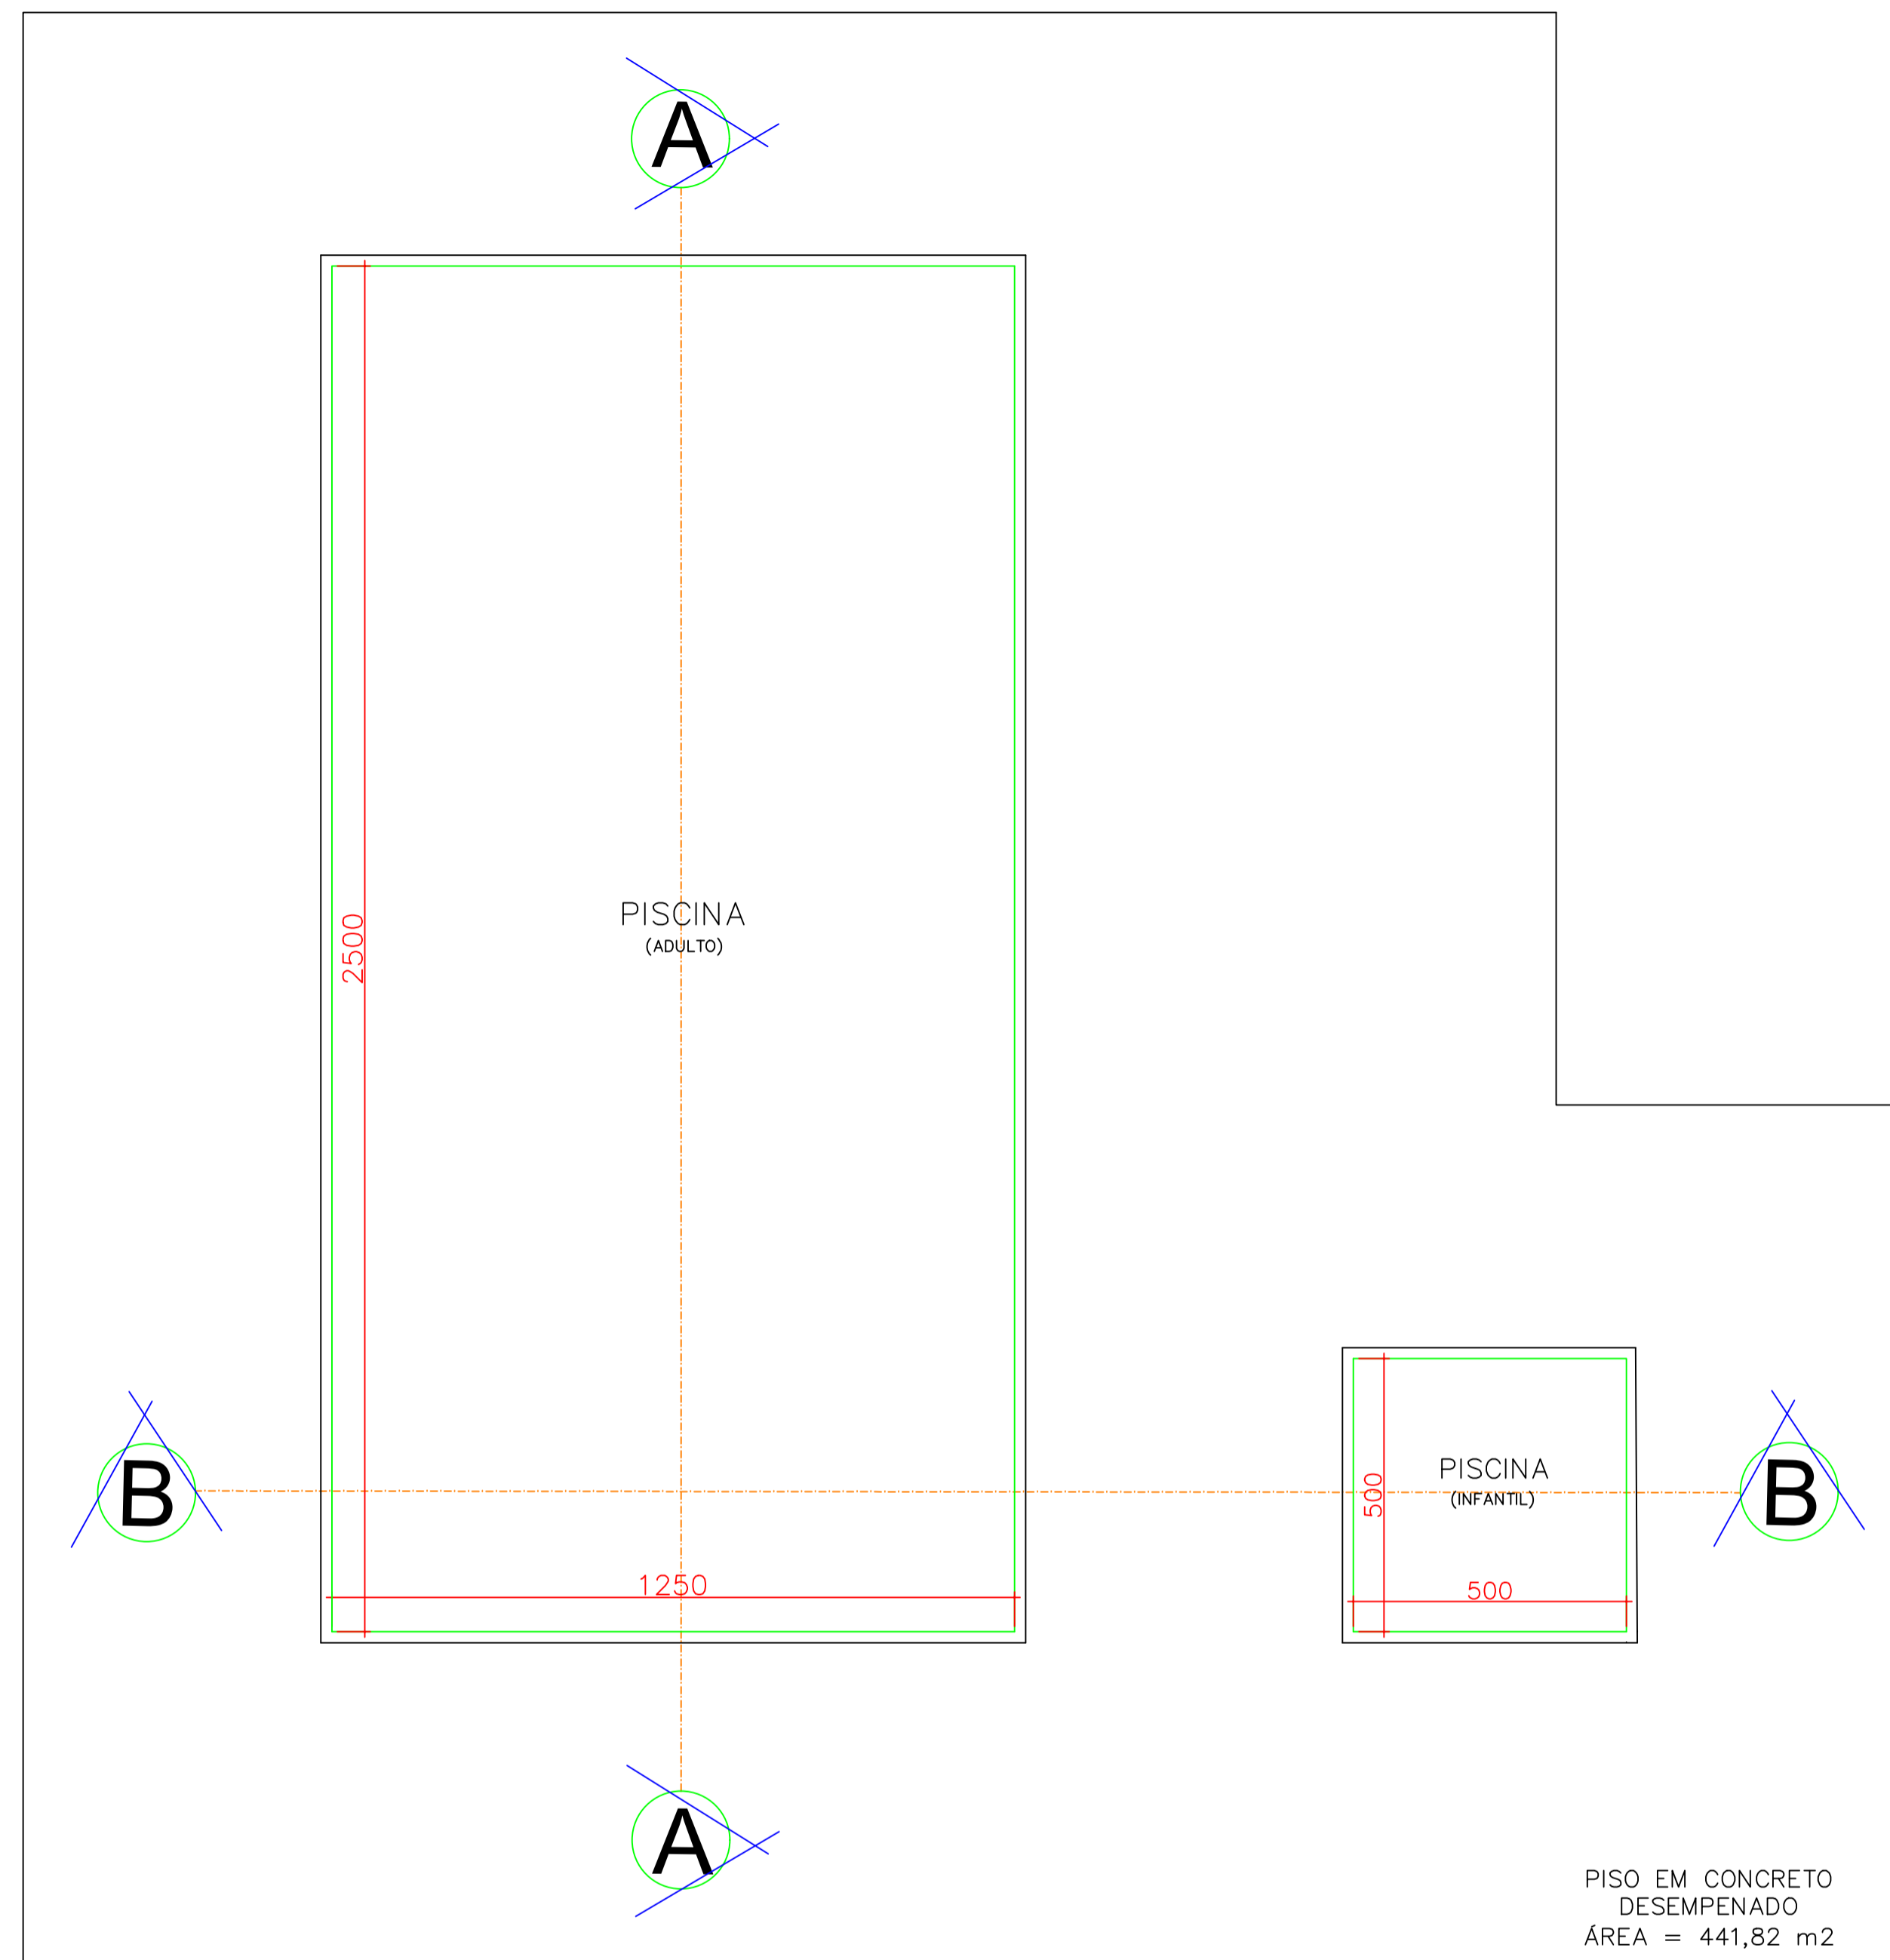 A
PISCINA
(ADULTO)
2500
B
PISCINA
(INFANTIL)
500
B
1250
500
A
PISO EM CONCRETO
DESEMPENADO
ÁREA = 441,82 m2